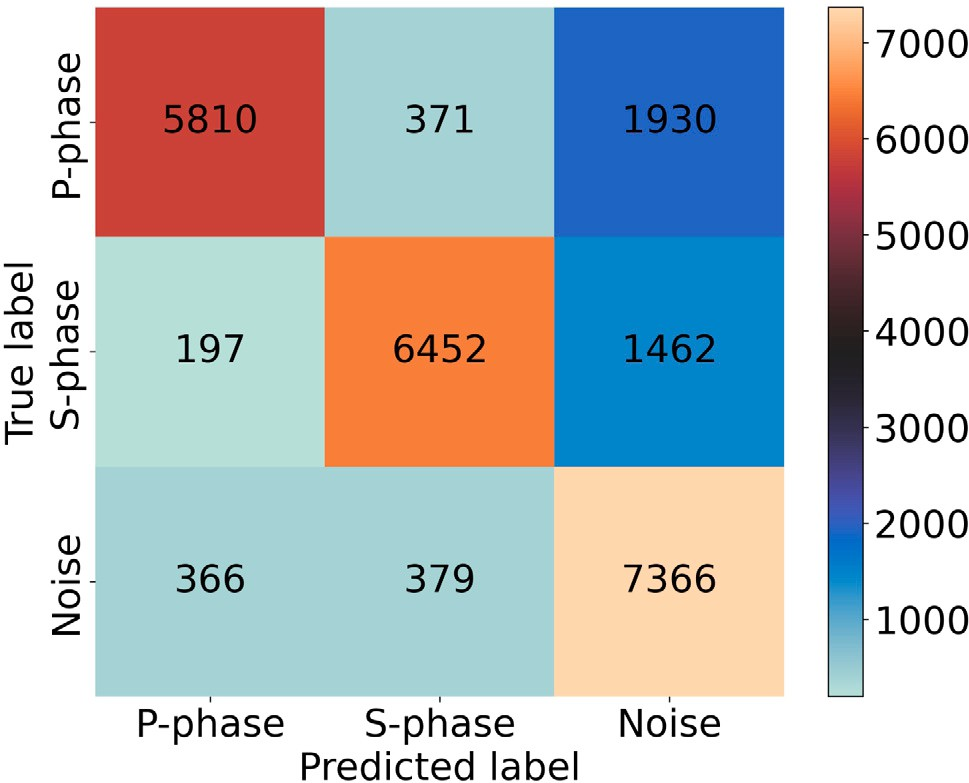 True label
P-phase
5810 371 1930
S-phase
197 6452 1462
Noise
366 379 7366
P-phase S-phase Noise
Predicted label
7000
6000
5000
4000
3000
2000
1000